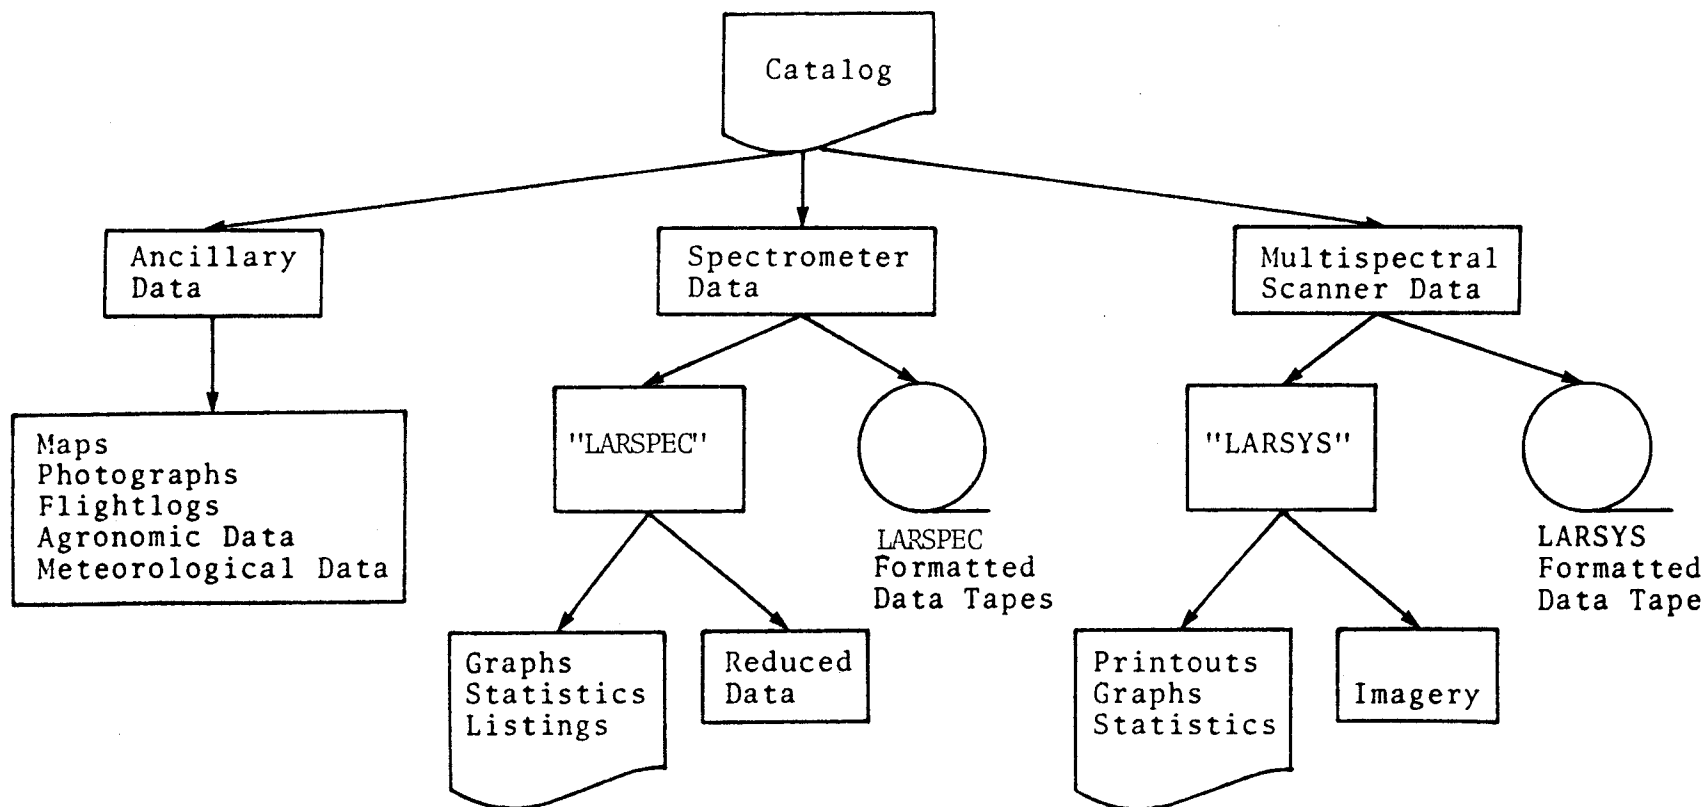 Catalog
Ancillary
Data
Spectrometer
Data
Multispectral
Scanner Data
Maps
Photographs
Flightlogs
Agronomic Data
Meteorological Data
"LARSPEC"
LARSPEC
Formatted
Data Tapes
"LARSYS"
LARSYS
Formatted
Data Tape
Graphs
Statistics
Listings
Reduced
Data
Printouts
Graphs
Statistics
Imagery